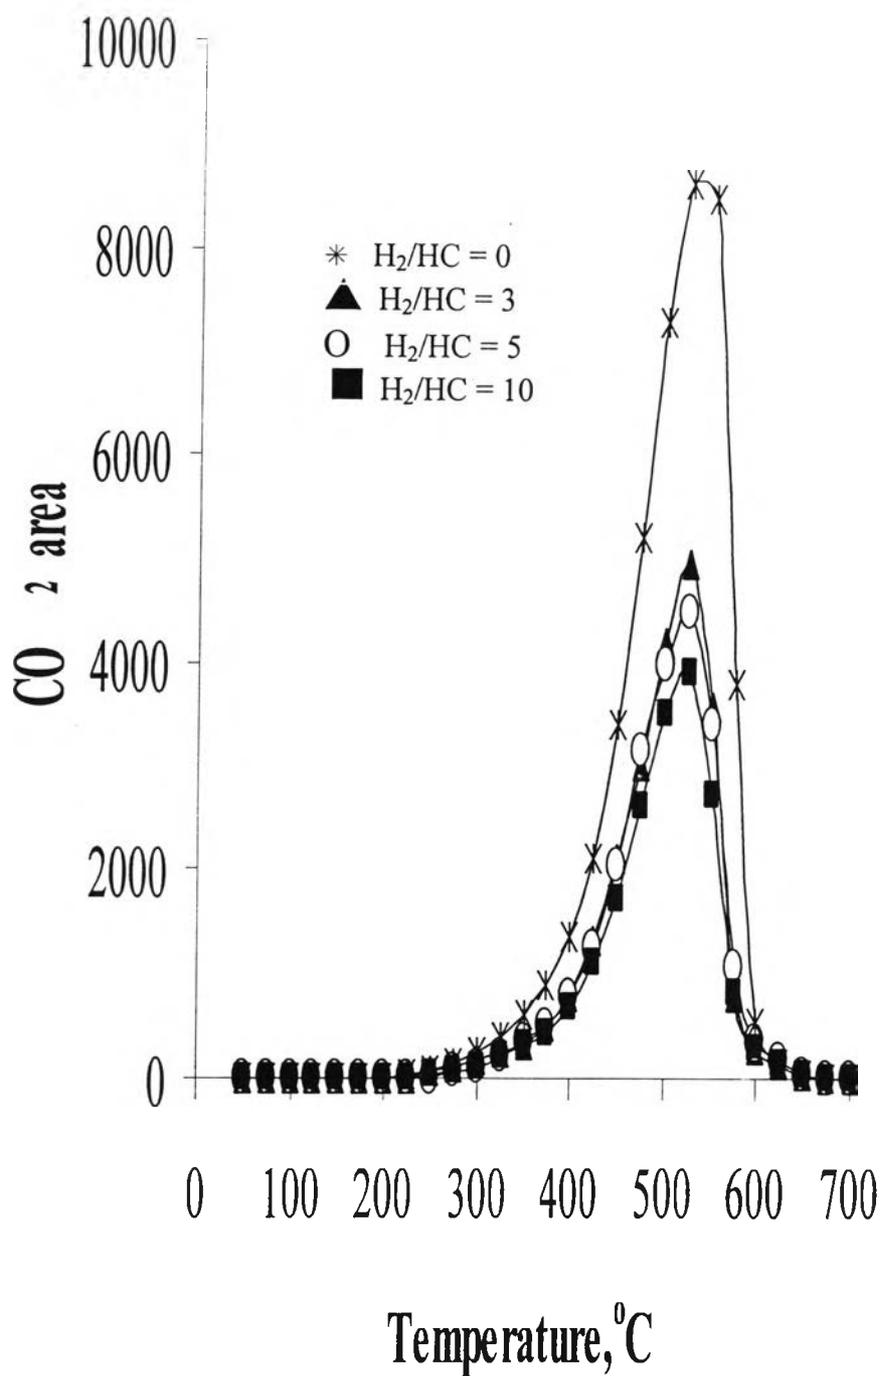 10000
8000
6000
4000
2000
0
CO 2 area
* H₂/HC = 0
▲ H₂/HC = 3
O H₂/HC = 5
■ H₂/HC = 10
0 100 200 300 400 500 600 700
Temperature,⁰C